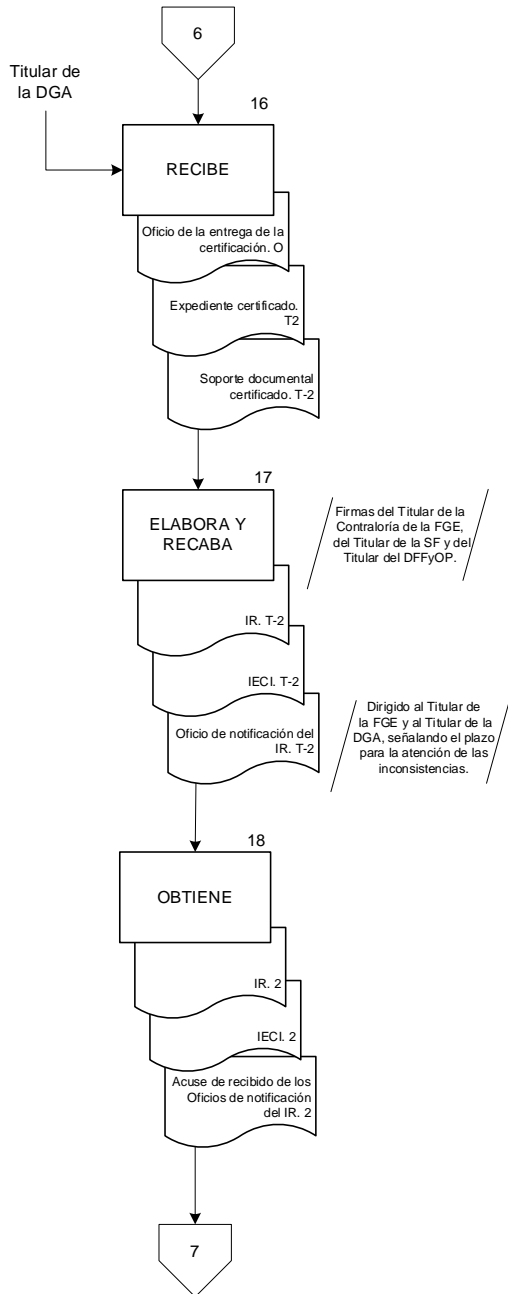 6
Titular de
la DGA
16
RECIBE
Oficio de la entrega de la
certificación. O
Expediente certificado.
T2
Soporte documental
certificado. T-2
17
ELABORA Y
RECABA
Firmas del Titular de la
Contraloría de la FGE,
del Titular de la SF y del
Titular del DFFyOP.
IR. T-2
IECI. T-2
Oficio de notificación del
IR. T-2
Dirigido al Titular de
la FGE y al Titular de la
DGA, señalando el plazo
para la atención de las
inconsistencias.
18
OBTIENE
IR. 2
IECI. 2
Acuse de recibido de los
Oficios de notificación
del IR. 2
7